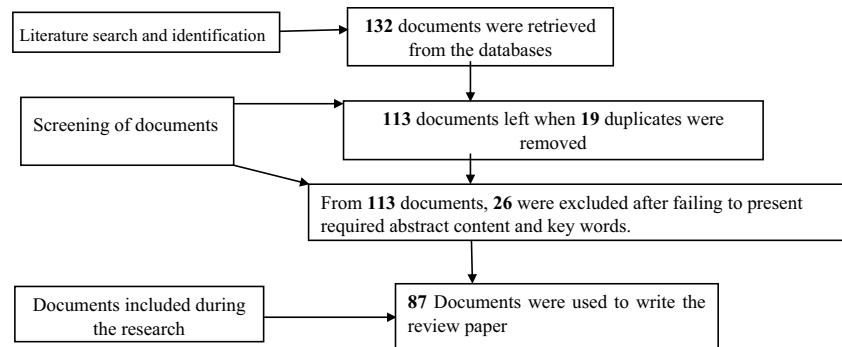 Literature search and identification
132 documents were retrieved
from the databases
Screening of documents
113 documents left when 19 duplicates were
removed
From 113 documents, 26 were excluded after failing to present
required abstract content and key words.
Documents included during
the research
87 Documents were used to write the
review paper